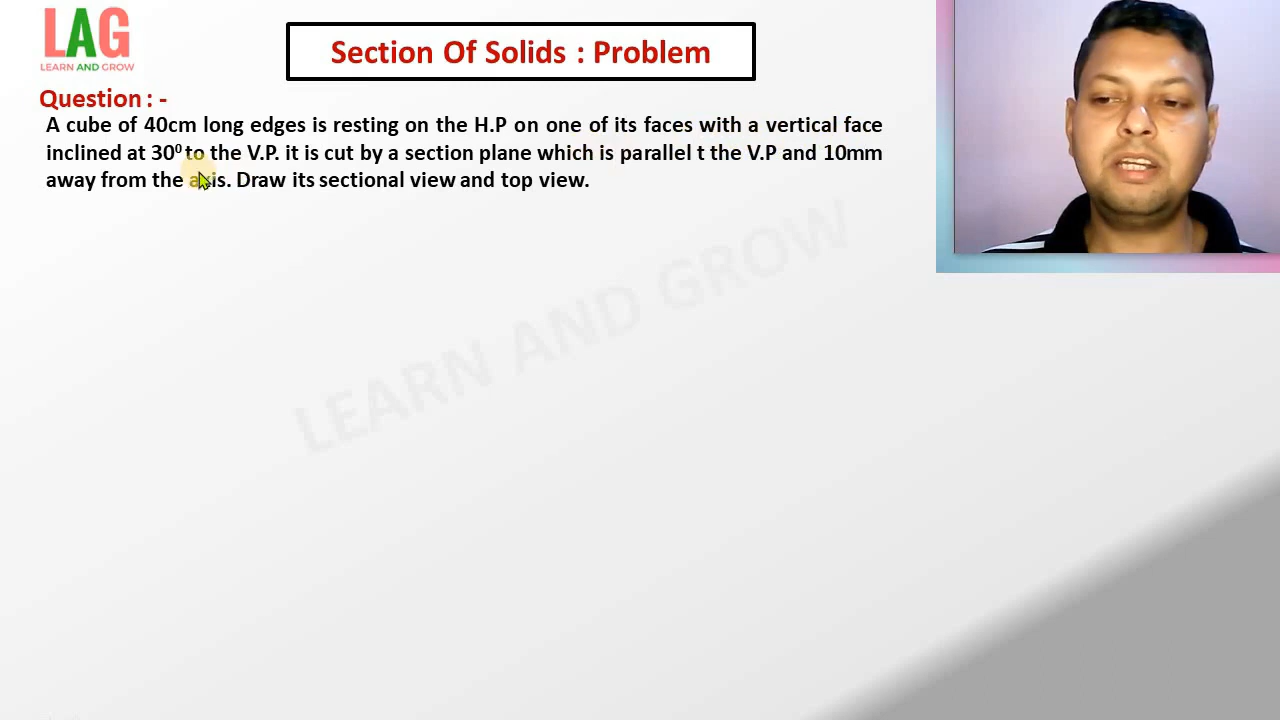 LAG
LEARN AND GROW
Section Of Solids : Problem
Question : -
A cube of 40cm long edges is resting on the H.P on one of its faces with a vertical face
inclined at 30⁰ to the V.P. it is cut by a section plane which is parallel t the V.P and 10mm
away from the axis. Draw its sectional view and top view.
LEARN AND GROW